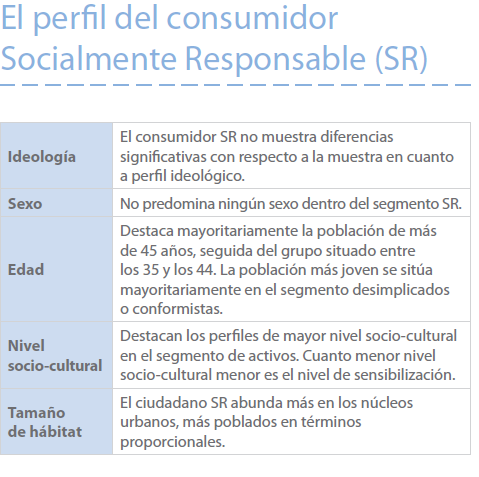 El perfil del consumidor
Socialmente Responsable (SR)
Ideología
El consumidor SR no muestra diferencias
significativas con respecto a la muestra en cuanto
a perfil ideológico.
Sexo
No predomina ningún sexo dentro del segmento SR.
Edad
Destaca mayoritariamente la población de más
de 45 años, seguida del grupo situado entre
los 35 y los 44. La población más joven se sitúa
mayoritariamente en el segmento desimplicados
o conformistas.
Nivel
socio-cultural
Destacan los perfiles de mayor nivel socio-cultural
en el segmento de activos. Cuanto menor nivel
socio-cultural menor es el nivel de sensibilización.
Tamaño
de hábitat
El ciudadano SR abunda más en los núcleos
urbanos, más poblados en términos
proporcionales.